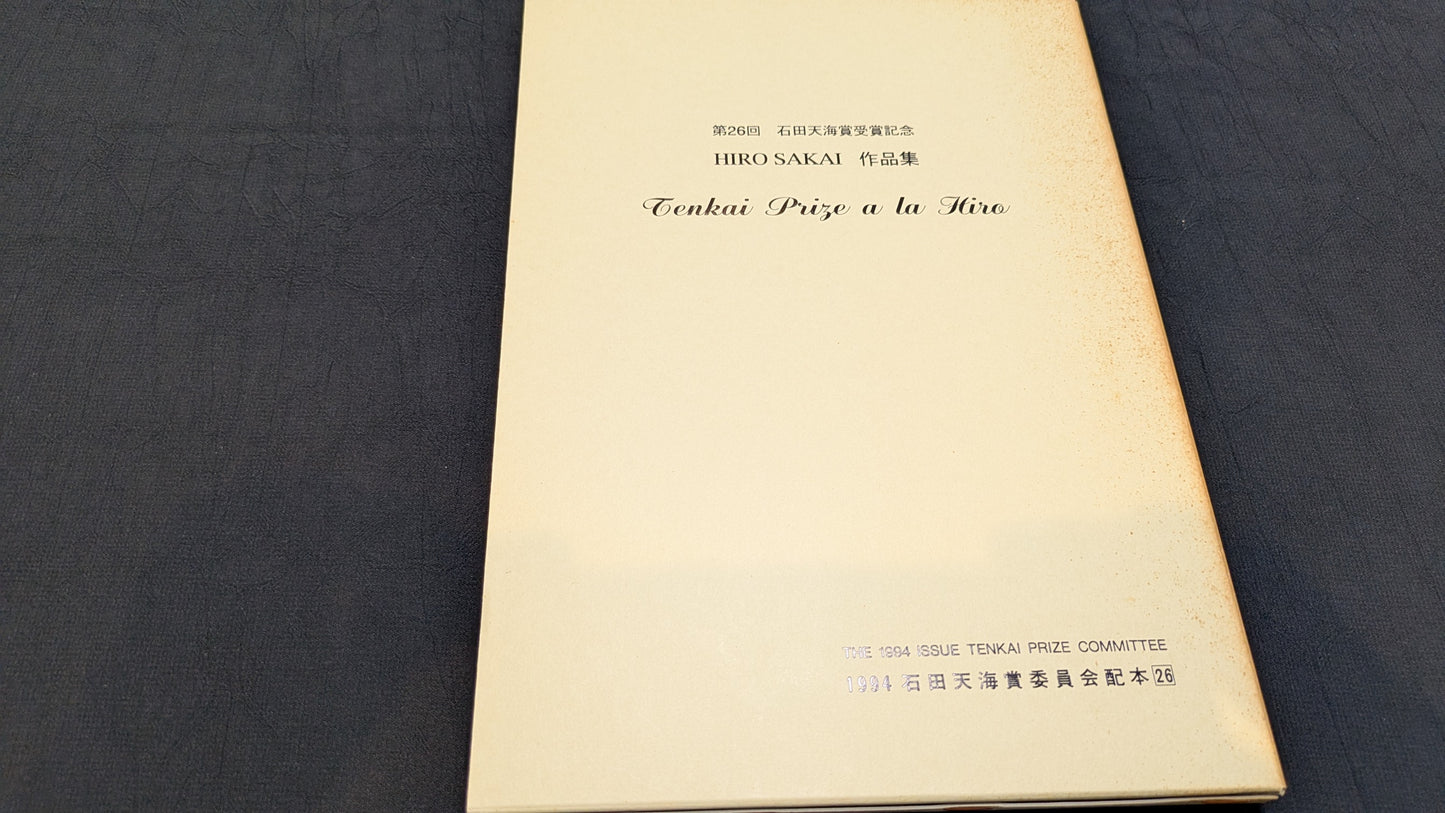 第26回 石田天海賞受賞記念
HIRO SAKAI 作品集
Tenkai Prize a la Hiro
THE 1994 ISSUE TENKAI PRIZE COMMITTEE
1994 石田天海賞委員会配本 26